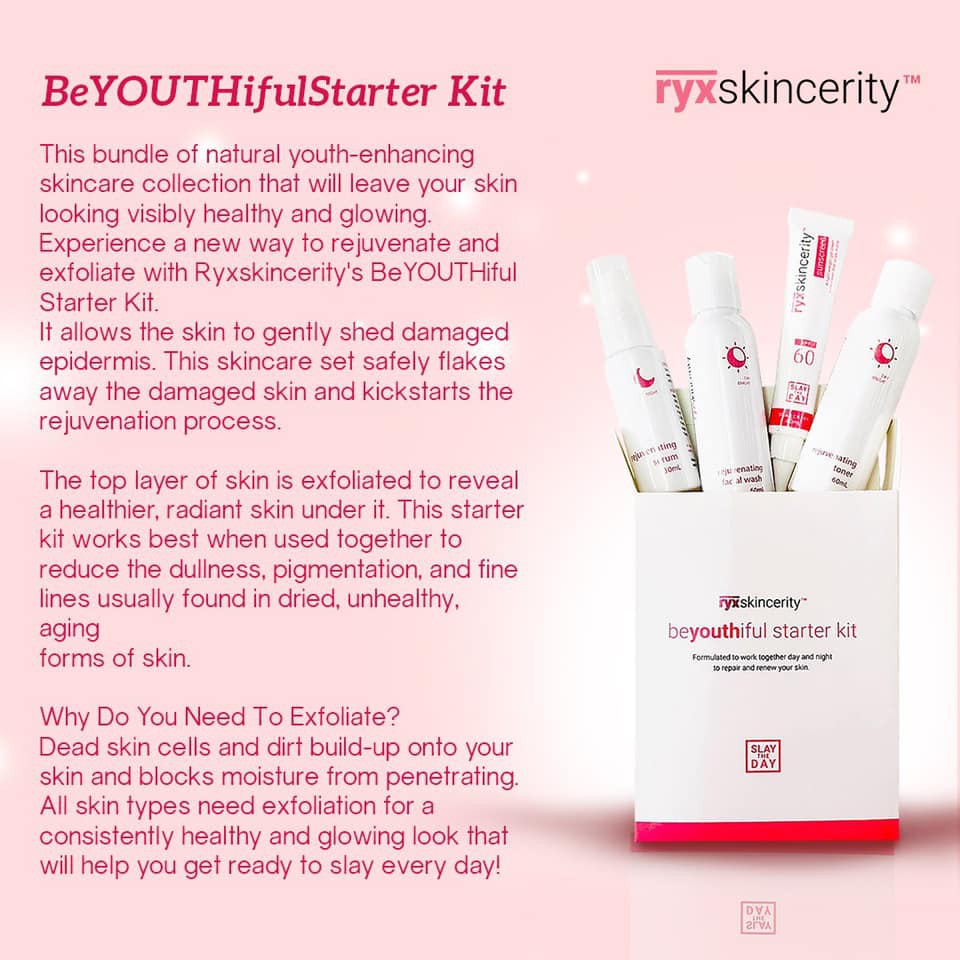 BeYOUTHifulStarter Kit
ryxskincerity™
This bundle of natural youth-enhancing
skincare collection that will leave your skin
looking visibly healthy and glowing.
Experience a new way to rejuvenate and
exfoliate with Ryxskincerity's BeYOUTHiful
Starter Kit.
It allows the skin to gently shed damaged
epidermis. This skincare set safely flakes
away the damaged skin and kickstarts the
rejuvenation process.
The top layer of skin is exfoliated to reveal
a healthier, radiant skin under it. This starter
kit works best when used together to
reduce the dullness, pigmentation, and fine
lines usually found in dried, unhealthy,
aging
forms of skin.
Why Do You Need To Exfoliate?
Dead skin cells and dirt build-up onto your
skin and blocks moisture from penetrating.
All skin types need exfoliation for a
consistently healthy and glowing look that
will help you get ready to slay every day!
NIGHT
rejuvenating
serum
30mL
rejuvenating
facial wash
60mL
ryxskincerity™
sunscreen
60
SLAY
THE
DAY
rejuvenating
toner
60mL
ryxskincerity™
beyouthiful starter kit
Formulated to work together day and night
to repair and renew your skin.
SLAY
THE
DAY